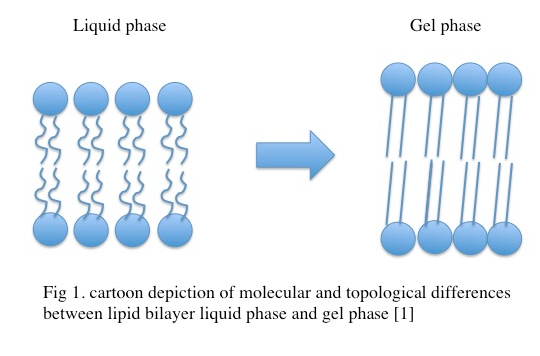 Liquid phase
Gel phase
Fig 1. cartoon depiction of molecular and topological differences
between lipid bilayer liquid phase and gel phase [1]